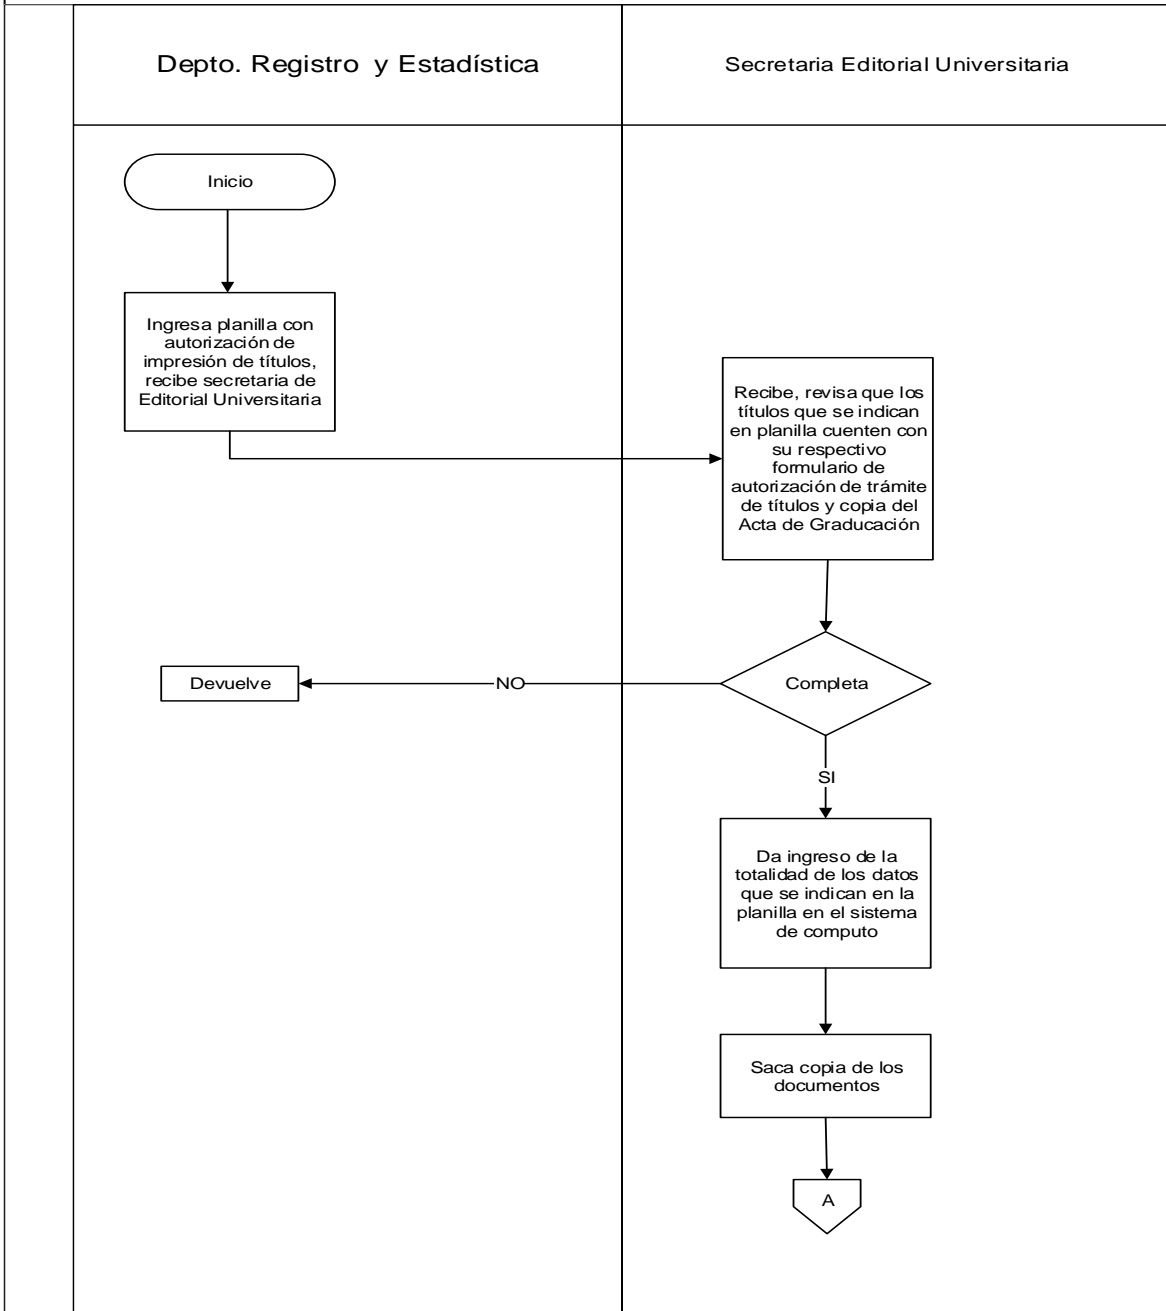 Depto. Registro y Estadística
Secretaria Editorial Universitaria
Inicio
Ingresa planilla con
autorización de
impresión de títulos,
recibe secretaria de
Editorial Universitaria
Recibe, revisa que los
títulos que se indican
en planilla cuenten con
su respectivo
formulario de
autorización de trámite
de títulos y copia del
Acta de Graducación
Completa
NO
Devuelve
SI
Da ingreso de la
totalidad de los datos
que se indican en la
planilla en el sistema
de computo
Saca copia de los
documentos
A